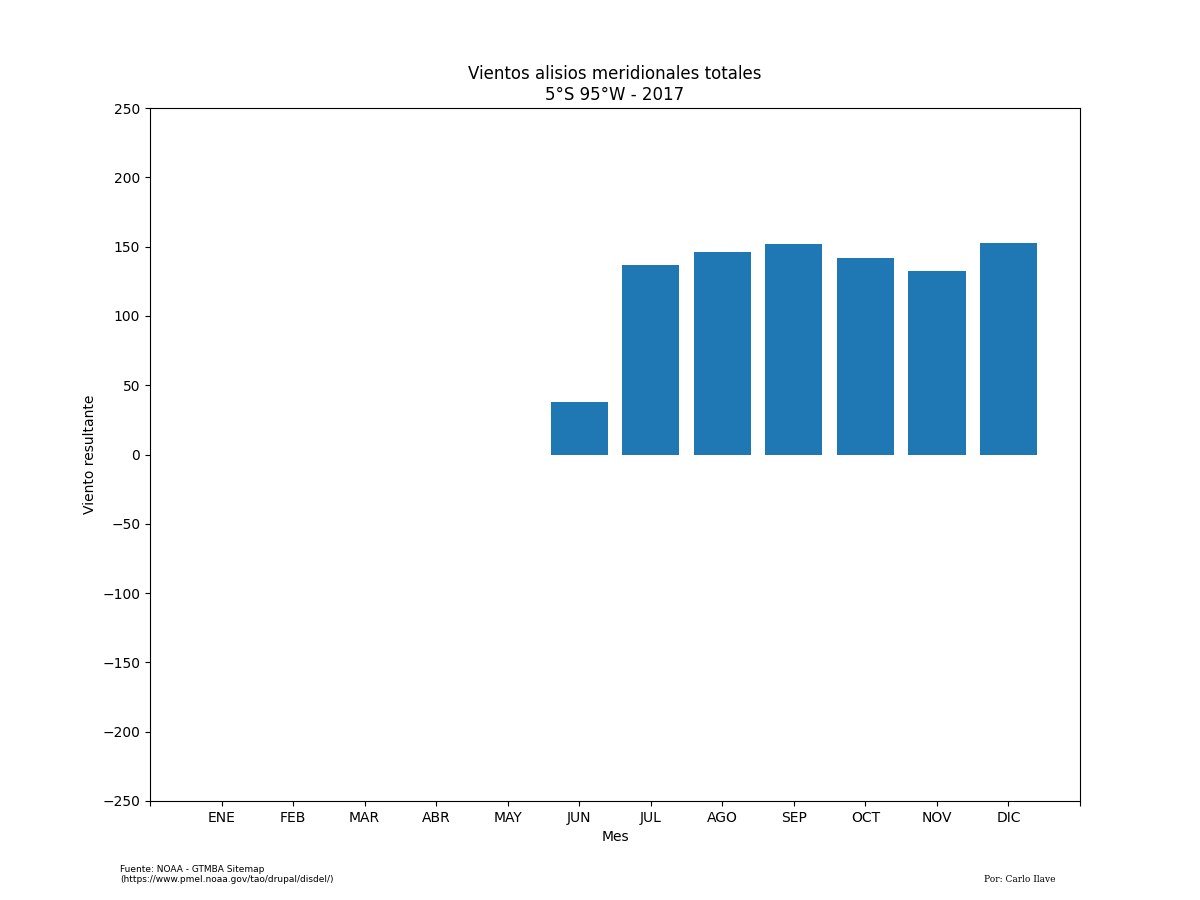 Vientos alisios meridionales totales
5°S 95°W - 2017
250
200
150
100
50
0
−50
−100
−150
−200
−250
Viento resultante
ENE FEB MAR ABR MAY JUN JUL AGO SEP OCT NOV DIC
Mes
Fuente: NOAA - GTMBA Sitemap
(https://www.pmel.noaa.gov/tao/drupal/disdel/)
Por: Carlo Ilave